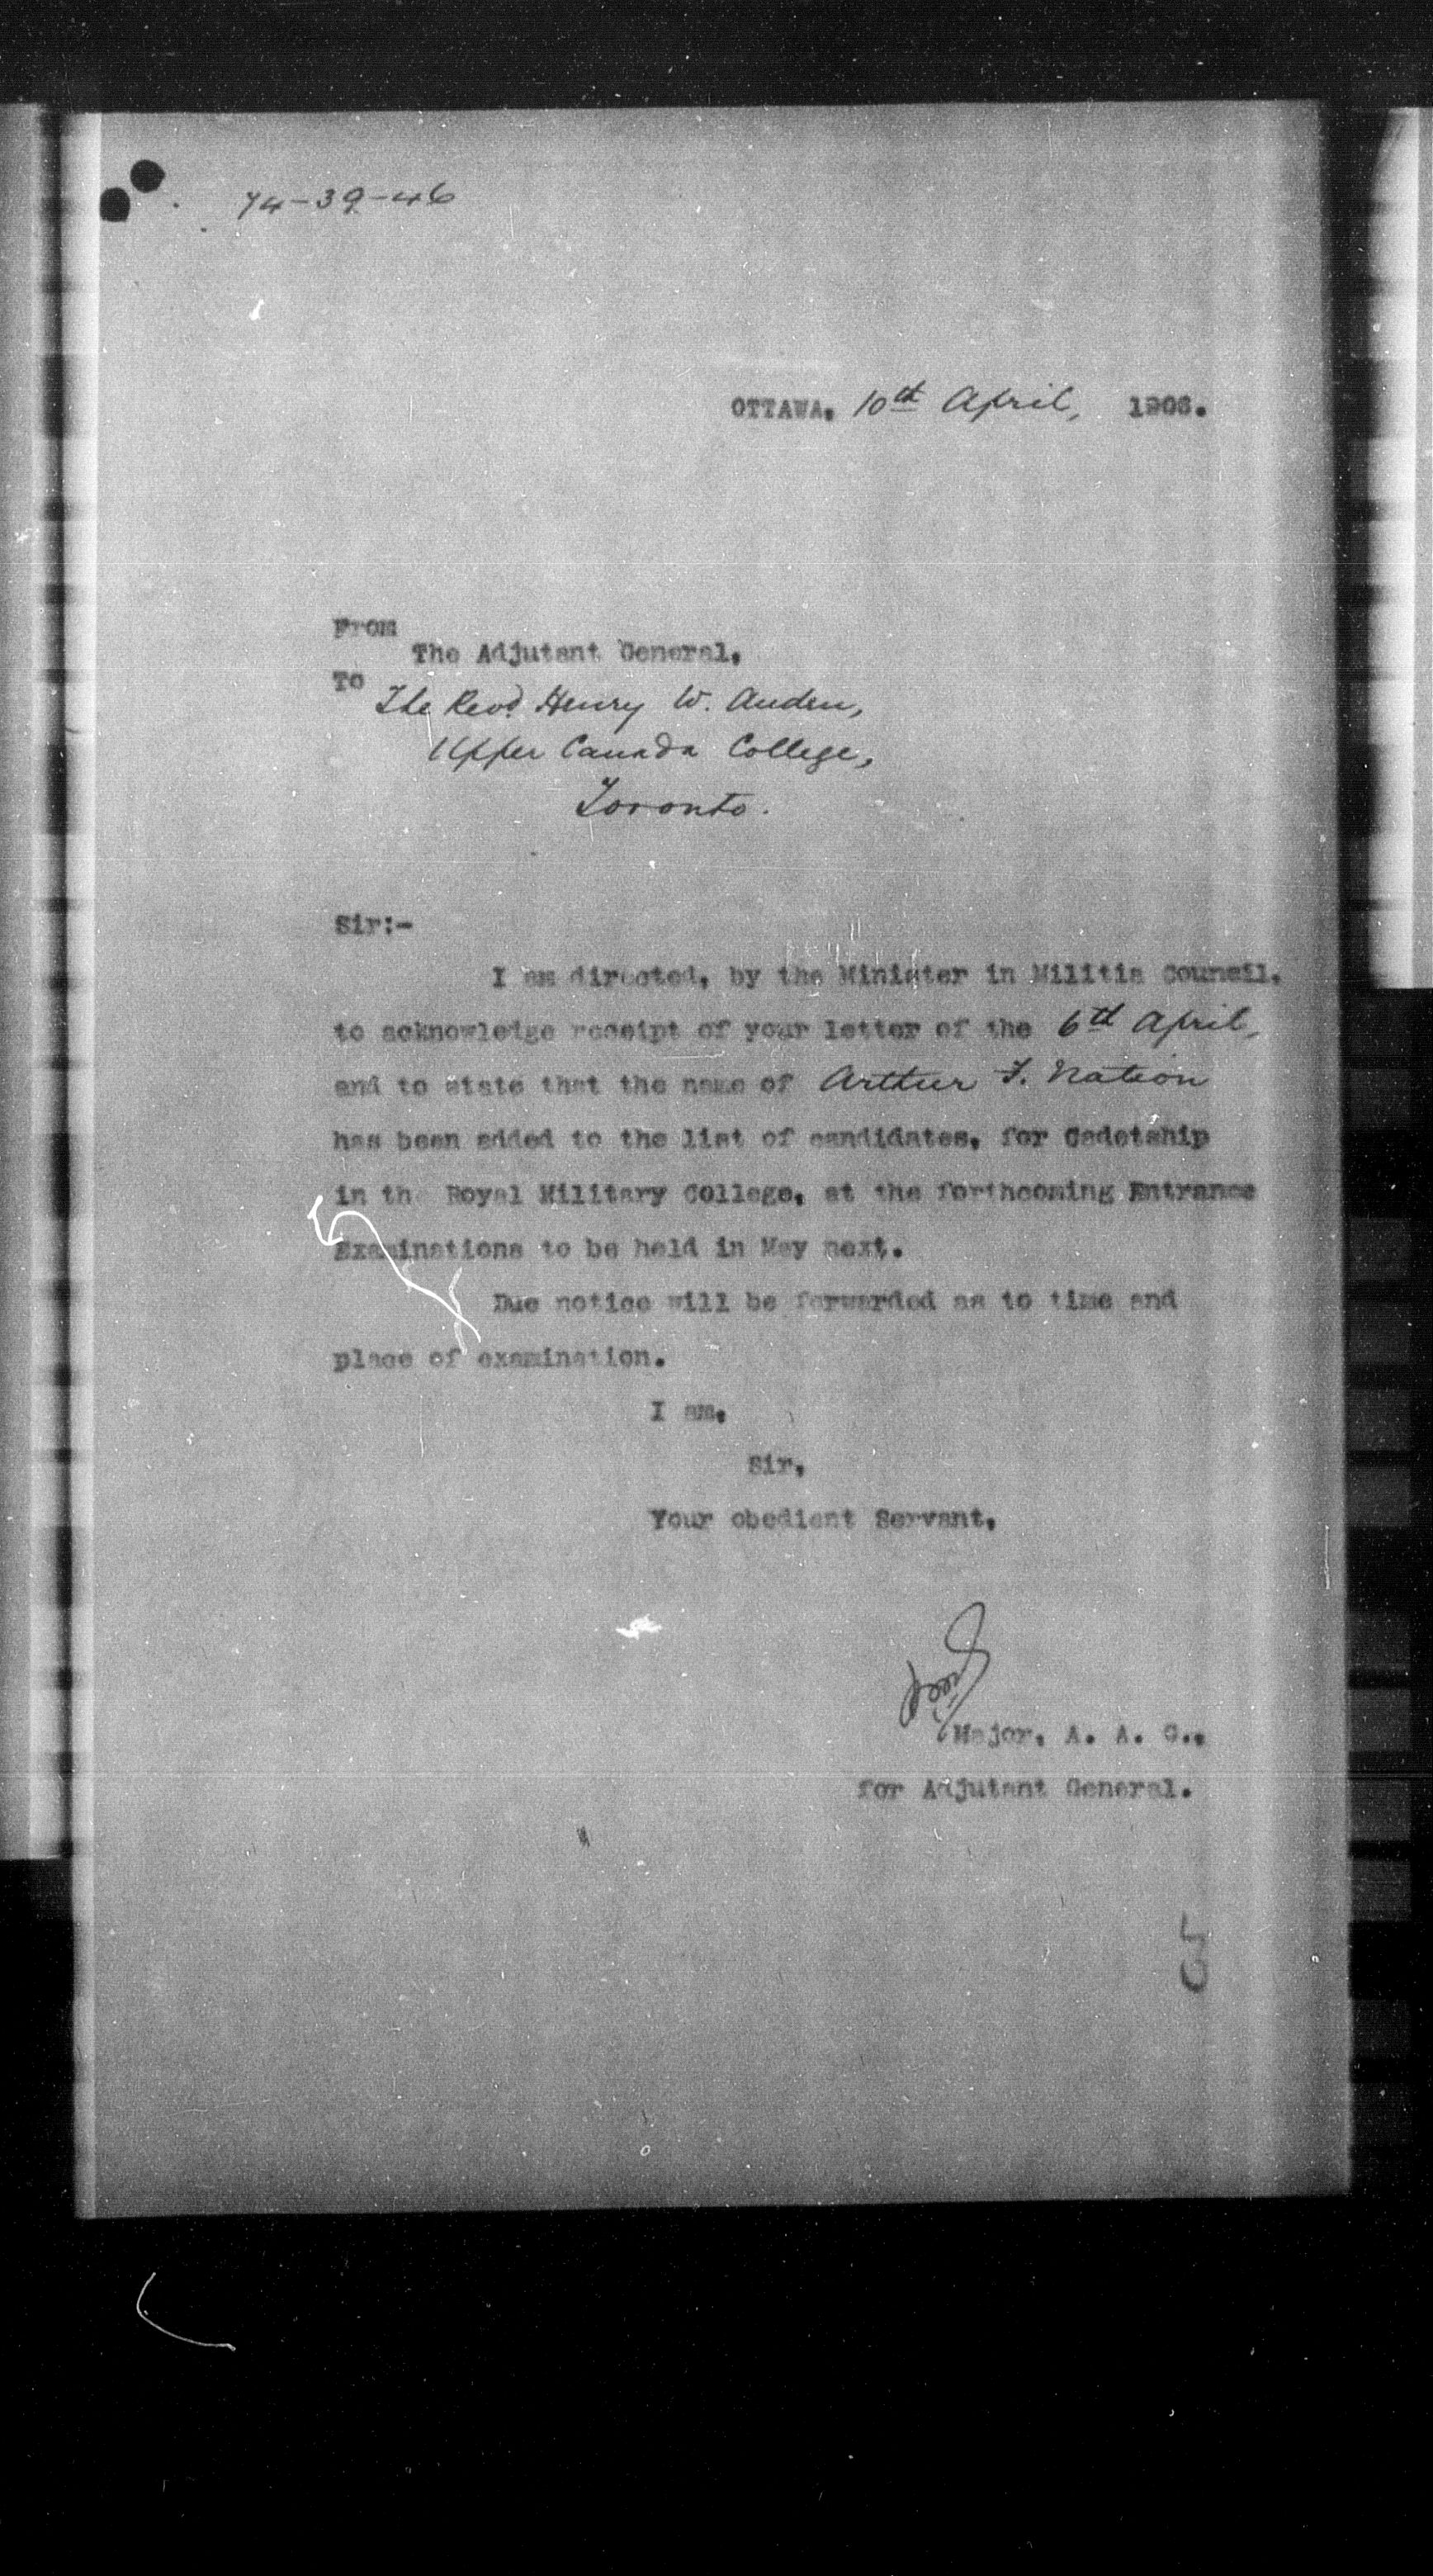 74-39-46
OTTAWA, 10th April, 1906.
From
The Adjutant General,
To
The Revd. Henry W. Auden,
Upper Canada College,
Toronto.
Sir:-
I am directed, by the Minister in Militia Council,
to acknowledge receipt of your letter of the 6th April,
and to state that the name of Arthur F. Nation
has been added to the list of candidates, for Cadetship
in th Royal Military College, at the forthcoming Entrance
Examinations to be held in May next.
Due notice will be forwarded as to time and
place of examination.
I am,
Sir,
Your obedient Servant,
Major, A. A. G.,
for Adjutant General.